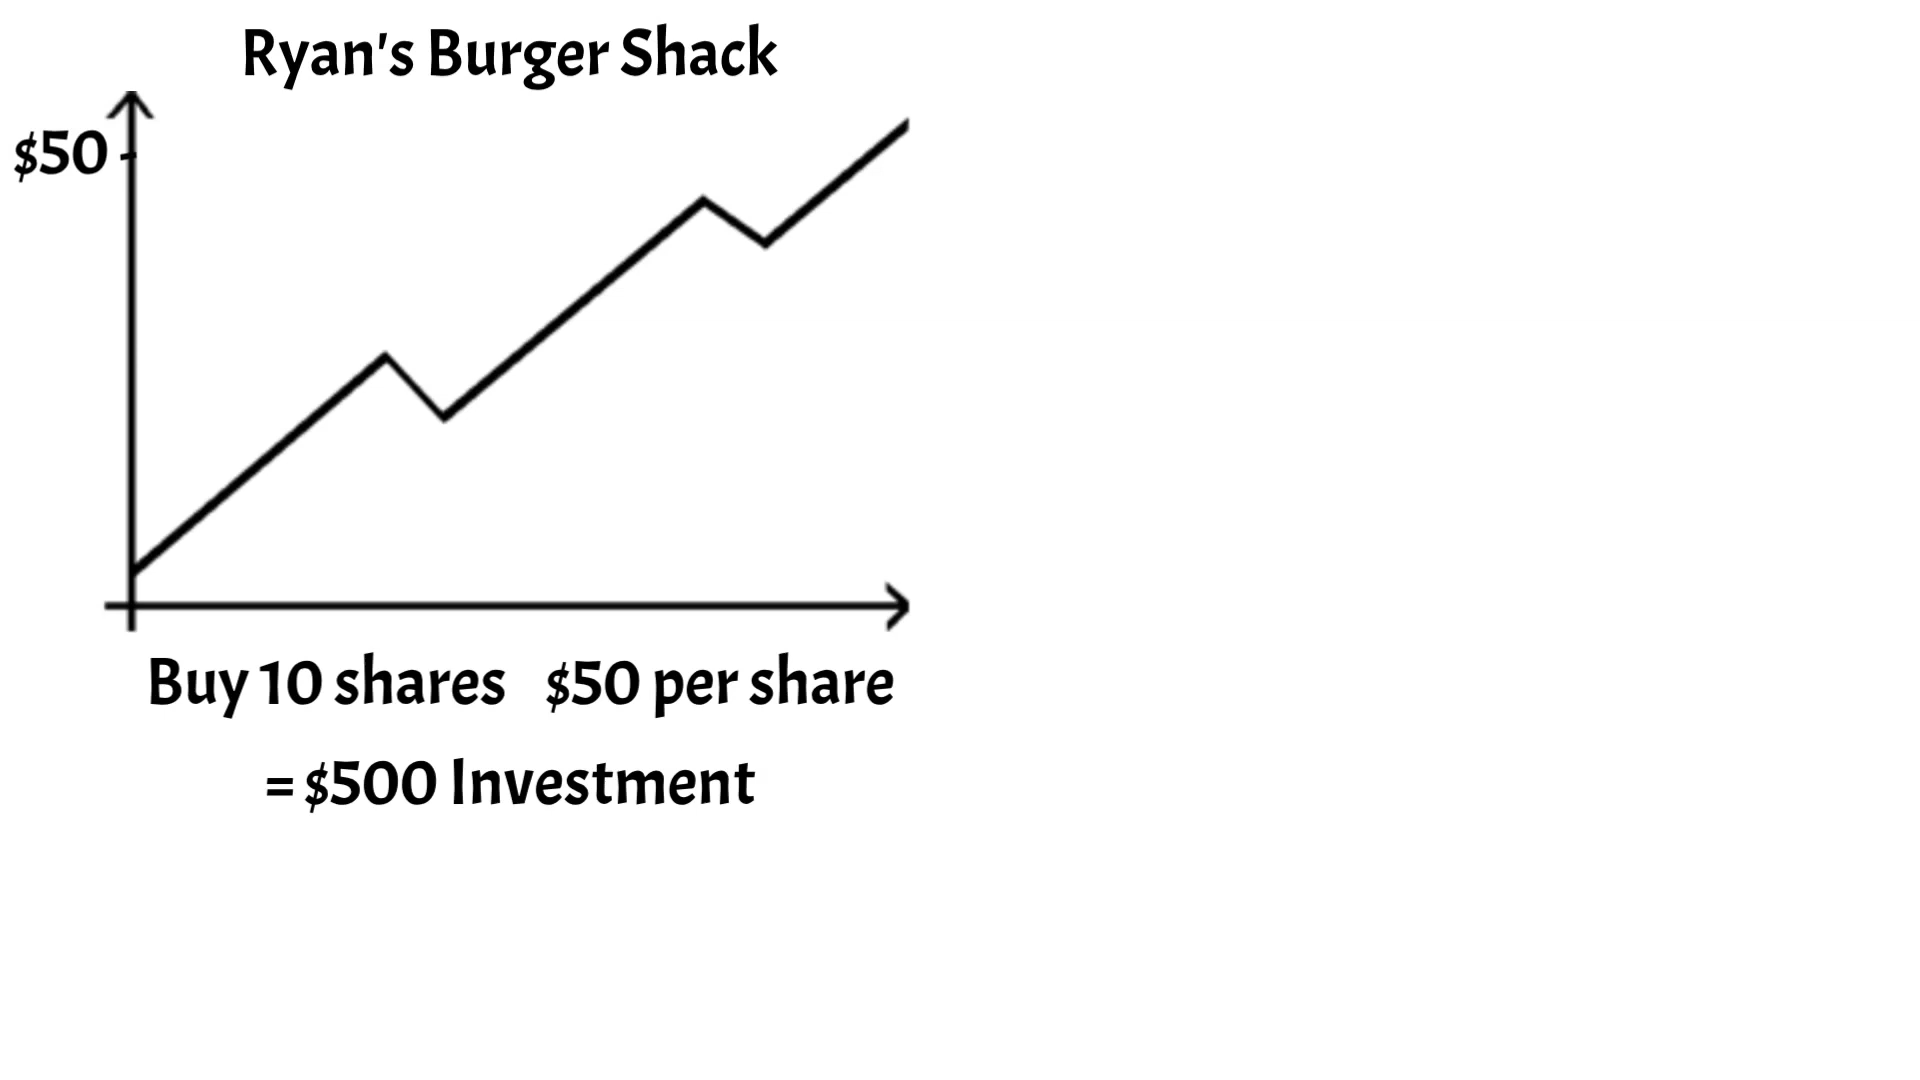 Ryan's Burger Shack
$50
Buy 10 shares $50 per share
= $500 Investment